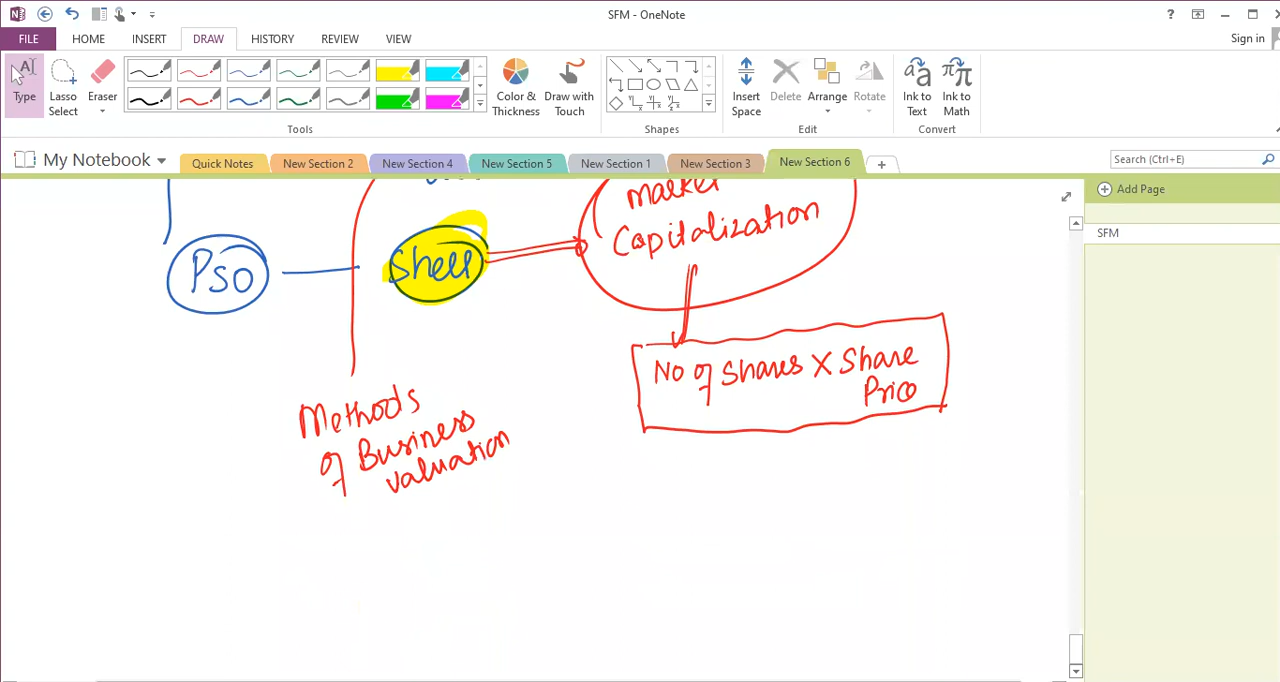 SFM - OneNote
?
Sign in
FILE
HOME
INSERT
DRAW
HISTORY
REVIEW
VIEW
Type
Lasso
Select
Eraser
Color &
Thickness
Draw with
Touch
Insert
Space
Delete
Arrange
Rotate
Ink to
Text
Ink to
Math
Tools
Shapes
Edit
Convert
My Notebook
Quick Notes
New Section 2
New Section 4
New Section 5
New Section 1
New Section 3
New Section 6
Search (Ctrl+E)
Add Page
SFM
Market
Capitalization
PSO
Shell
No of Shares X Share
Price
Methods
of Business
valuation